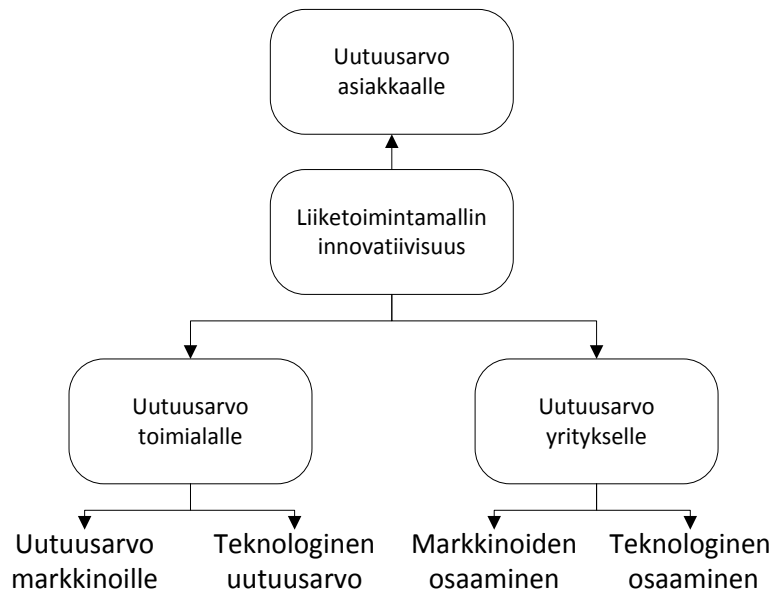 Uutuusarvo
asiakkaalle
Liiketoimintamallin
innovatiivisuus
Uutuusarvo
toimialalle
Uutuusarvo
yritykselle
Uutuusarvo
markkinoille
Teknologinen
uutuusarvo
Markkinoiden
osaaminen
Teknologinen
osaaminen